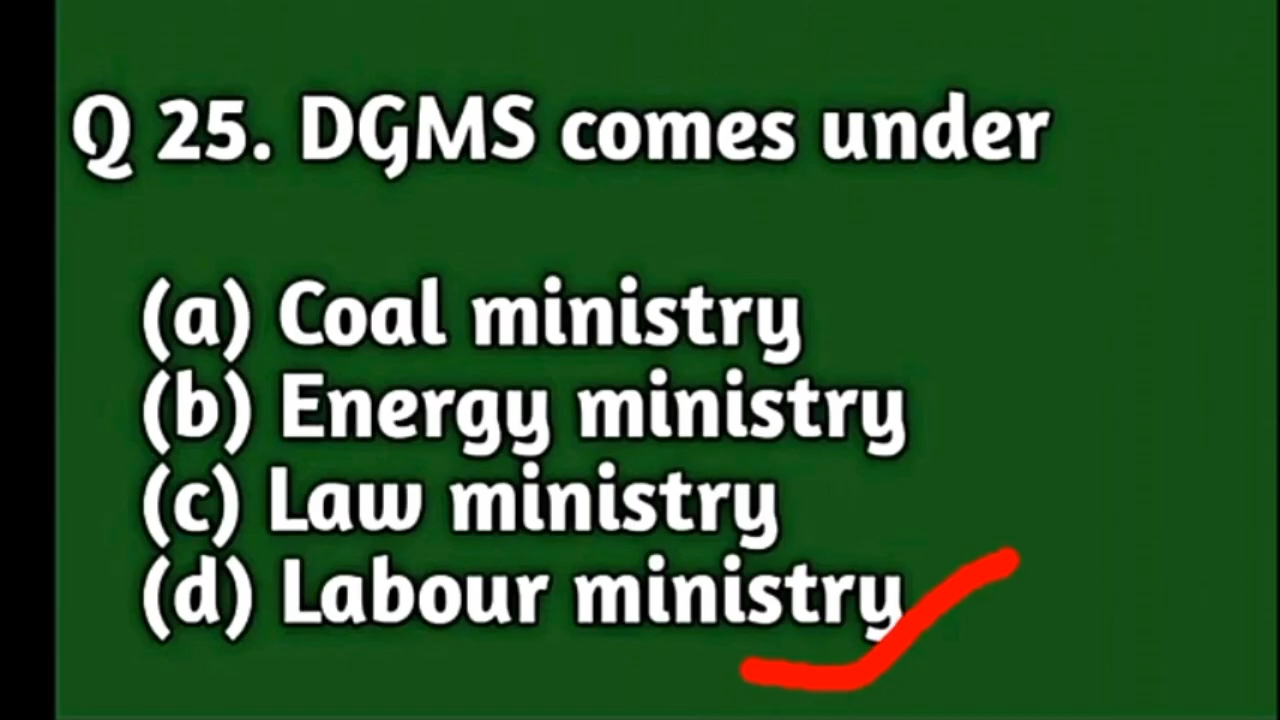 Q 25. DGMS comes under
(a) Coal ministry
(b) Energy ministry
(c) Law ministry
(d) Labour ministry